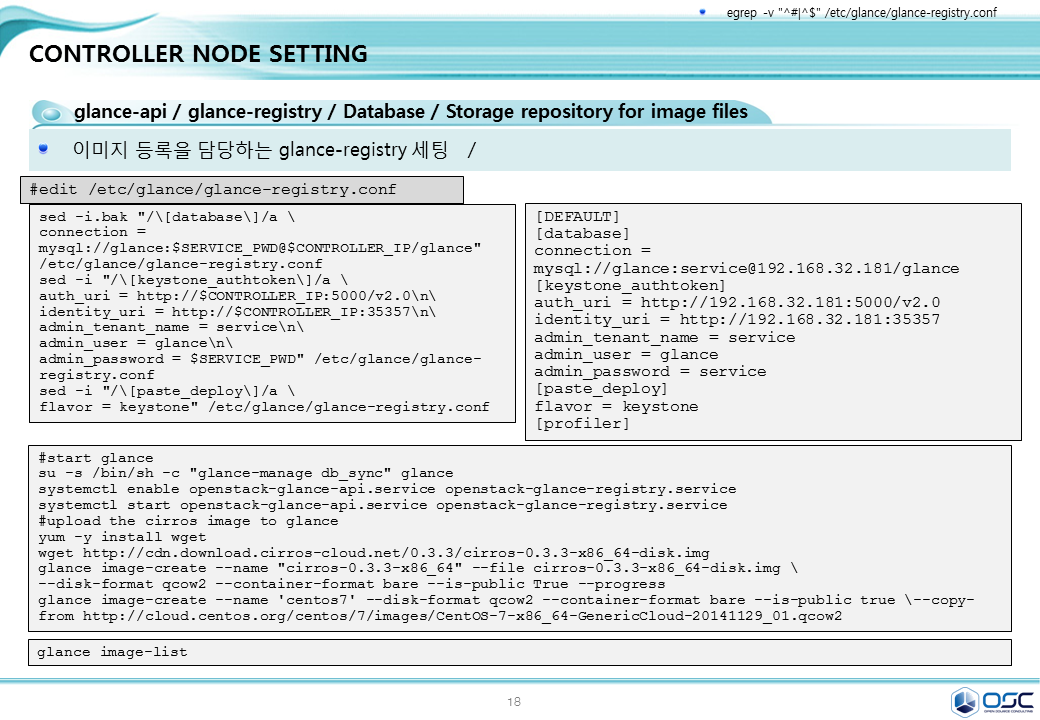 egrep -v "^#|^$" /etc/glance/glance-registry.conf
CONTROLLER NODE SETTING
glance-api / glance-registry / Database / Storage repository for image files
이미지 등록을 담당하는 glance-registry 세팅 /
#edit /etc/glance/glance-registry.conf
sed -i.bak "/\[database\]/a \
connection =
mysql://glance:$SERVICE_PWD@$CONTROLLER_IP/glance"
/etc/glance/glance-registry.conf
sed -i "/\[keystone_authtoken\]/a \
auth_uri = http://$CONTROLLER_IP:5000/v2.0\n\
identity_uri = http://$CONTROLLER_IP:35357\n\
admin_tenant_name = service\n\
admin_user = glance\n\
admin_password = $SERVICE_PWD" /etc/glance/glance-
registry.conf
sed -i "/\[paste_deploy\]/a \
flavor = keystone" /etc/glance/glance-registry.conf
[DEFAULT]
[database]
connection =
mysql://glance:service@192.168.32.181/glance
[keystone_authtoken]
auth_uri = http://192.168.32.181:5000/v2.0
identity_uri = http://192.168.32.181:35357
admin_tenant_name = service
admin_user = glance
admin_password = service
[paste_deploy]
flavor = keystone
[profiler]
#start glance
su -s /bin/sh -c "glance-manage db_sync" glance
systemctl enable openstack-glance-api.service openstack-glance-registry.service
systemctl start openstack-glance-api.service openstack-glance-registry.service
#upload the cirros image to glance
yum -y install wget
wget http://cdn.download.cirros-cloud.net/0.3.3/cirros-0.3.3-x86_64-disk.img
glance image-create --name "cirros-0.3.3-x86_64" --file cirros-0.3.3-x86_64-disk.img \
--disk-format qcow2 --container-format bare --is-public True --progress
glance image-create --name 'centos7' --disk-format qcow2 --container-format bare --is-public true \--copy-
from http://cloud.centos.org/centos/7/images/CentOS-7-x86_64-GenericCloud-20141129_01.qcow2
glance image-list
18
OSC
OPEN SOURCE CONSULTING